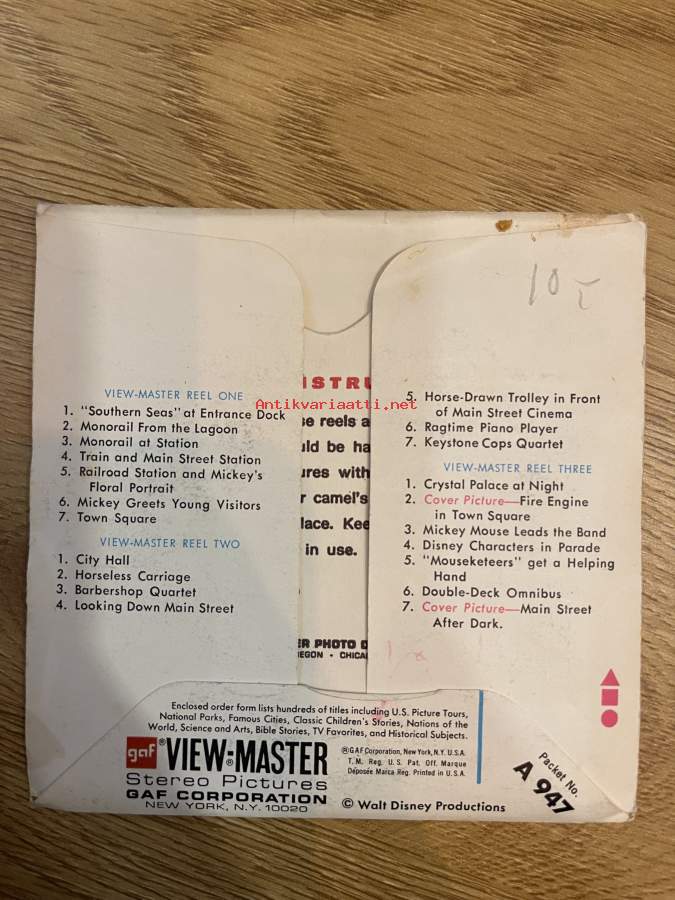 10
VIEW-MASTER REEL ONE
1. "Southern Seas" at Entrance Dock
2. Monorail From the Lagoon
3. Monorail at Station
4. Train and Main Street Station
5. Railroad Station and Mickey's
Floral Portrait
6. Mickey Greets Young Visitors
7. Town Square
VIEW-MASTER REEL TWO
1. City Hall
2. Horseless Carriage
3. Barbershop Quartet
4. Looking Down Main Street
ISTRU
Antikvariaatti.net
se reels a
uld be ha
ures with
r camel's
lace. Kee
in use.
ER PHOTO
EGON • CHICA
5. Horse-Drawn Trolley in Front
of Main Street Cinema
6. Ragtime Piano Player
7. Keystone Cops Quartet
VIEW-MASTER REEL THREE
1. Crystal Palace at Night
2. Cover Picture—Fire Engine
in Town Square
3. Mickey Mouse Leads the Band
4. Disney Characters in Parade
5. "Mouseketeers" get a Helping
Hand
6. Double-Deck Omnibus
7. Cover Picture—Main Street
After Dark.
Enclosed order form lists hundreds of titles including U.S. Picture Tours,
National Parks, Famous Cities, Classic Children's Stories, Nations of the
World, Science and Arts, Bible Stories, TV Favorites, and Historical Subjects.
gaf® VIEW-MASTER®
Stereo Pictures
GAF CORPORATION
NEW YORK, N.Y. 10020
®GAF Corporation, New York, N.Y. U.S.A.
T.M. Reg. U.S. Pat. Off. Marque
Déposée Marca Reg. Printed in U.S.A.
© Walt Disney Productions
Packet No.
A 947